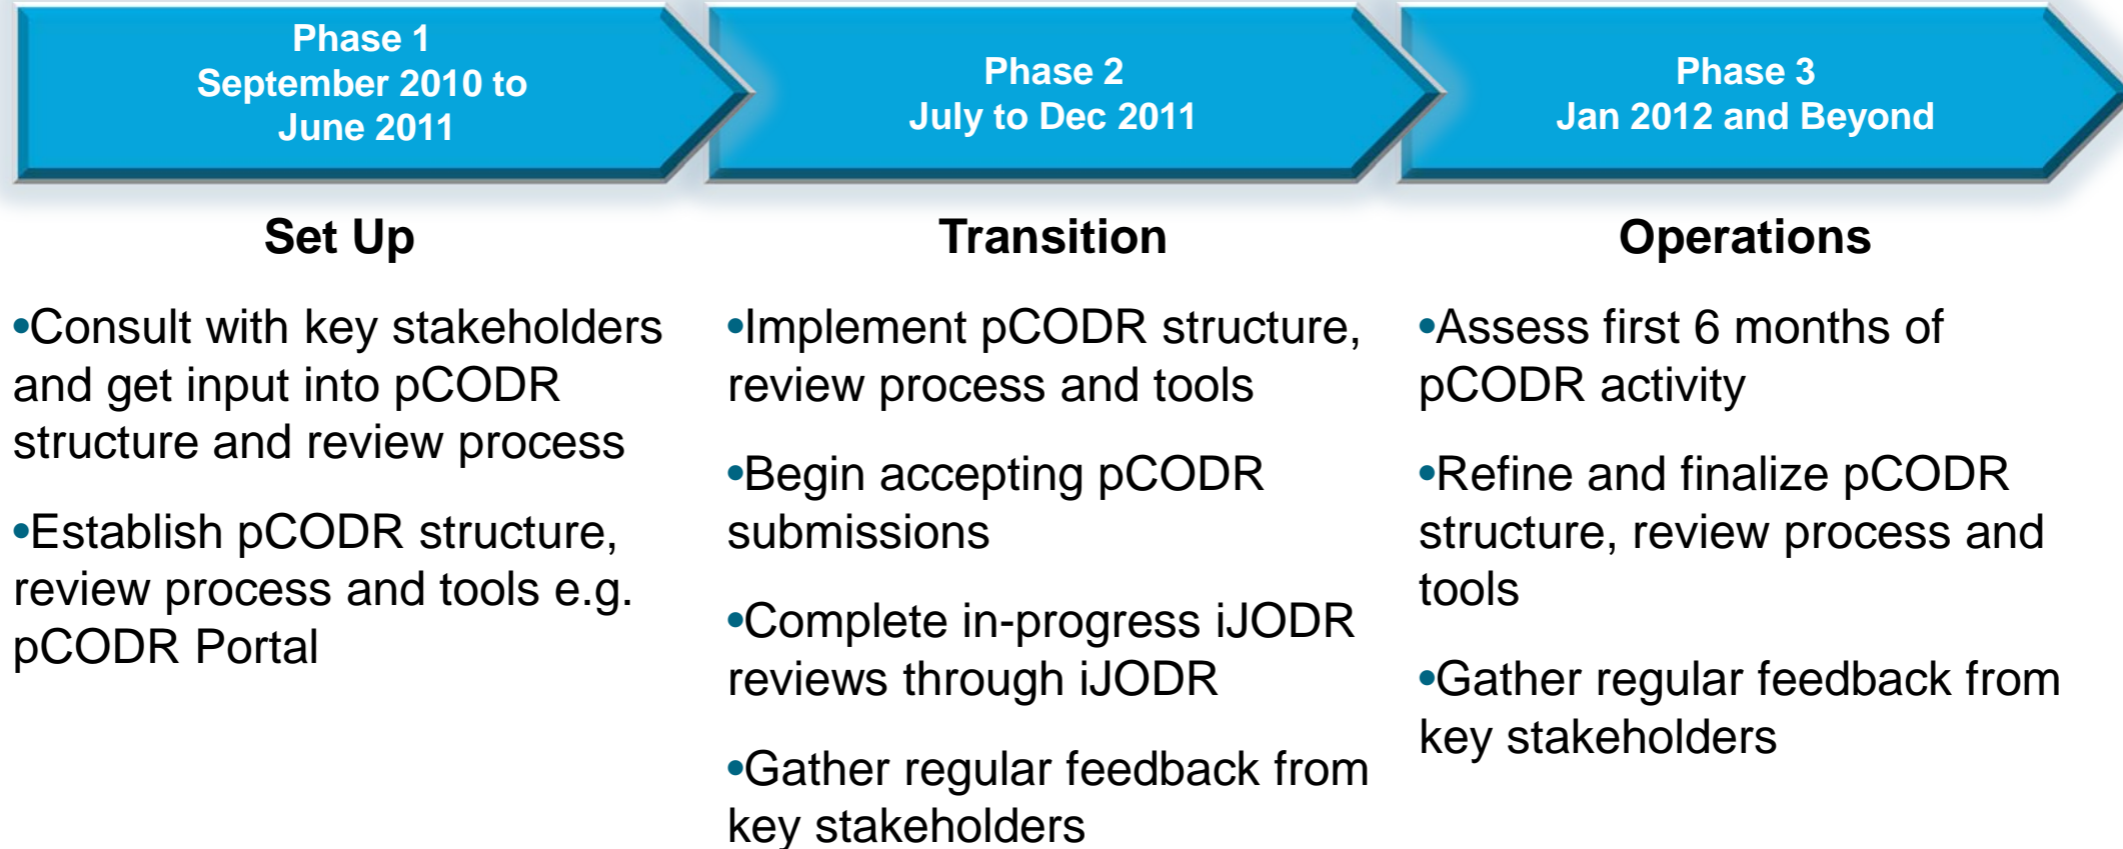 Phase 1
September 2010 to
June 2011
Phase 2
July to Dec 2011
Phase 3
Jan 2012 and Beyond
Set Up
•Consult with key stakeholders
and get input into pCODR
structure and review process
•Establish pCODR structure,
review process and tools e.g.
pCODR Portal
Transition
•Implement pCODR structure,
review process and tools
•Begin accepting pCODR
submissions
•Complete in-progress iJODR
reviews through iJODR
•Gather regular feedback from
key stakeholders
Operations
•Assess first 6 months of
pCODR activity
•Refine and finalize pCODR
structure, review process and
tools
•Gather regular feedback from
key stakeholders